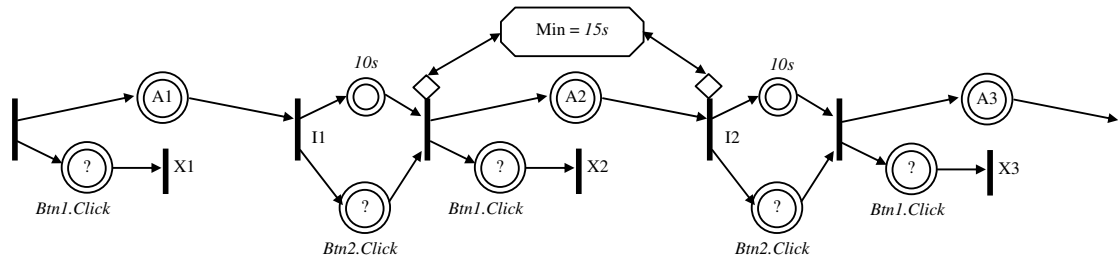 Min = 15s
10s
10s
A1
A2
A3
I1
I2
?
X1
?
X2
?
X3
Btn1.Click
?
Btn1.Click
?
Btn1.Click
Btn2.Click
Btn2.Click